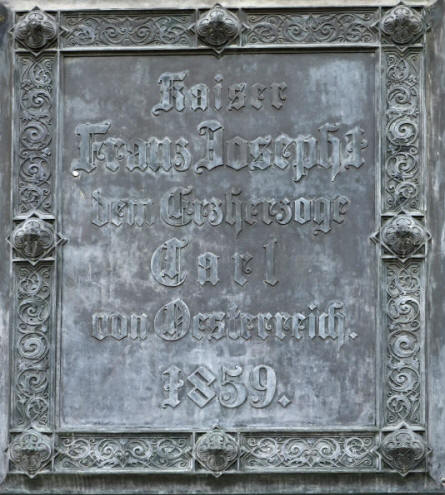 Kaiser
Franz Joseph I
dem Erzherzoge
Carl
von Oesterreich.
1859.